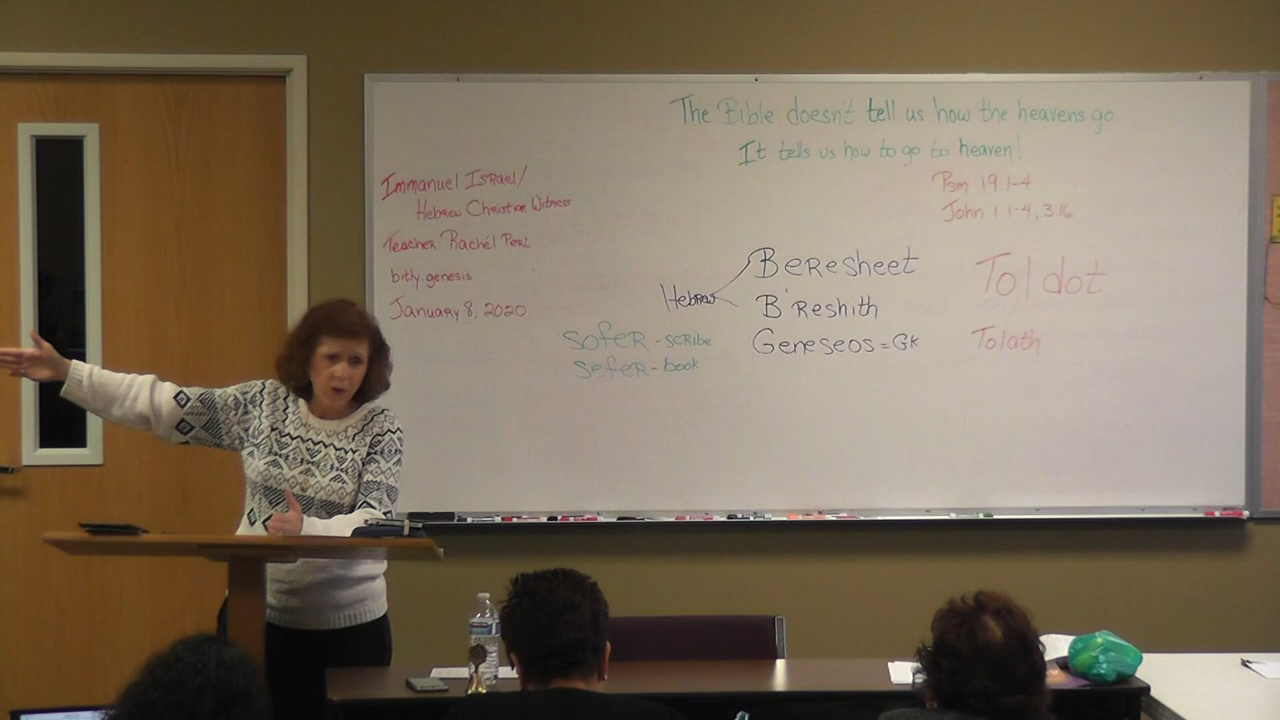 The Bible doesn't tell us how the heavens go
It tells us how to go to heaven!
Psm 19 1-4
John 1 1-4, 3 16
Immanuel Israel/
Hebrew Christian Witness
Teacher: Rachél Perl
bitly genesis
January 8, 2020
Hebrew
Beresheet
B'Reshith
Geneseos = Gk
sofer - scribe
sefer - book
Toldot
Tolath